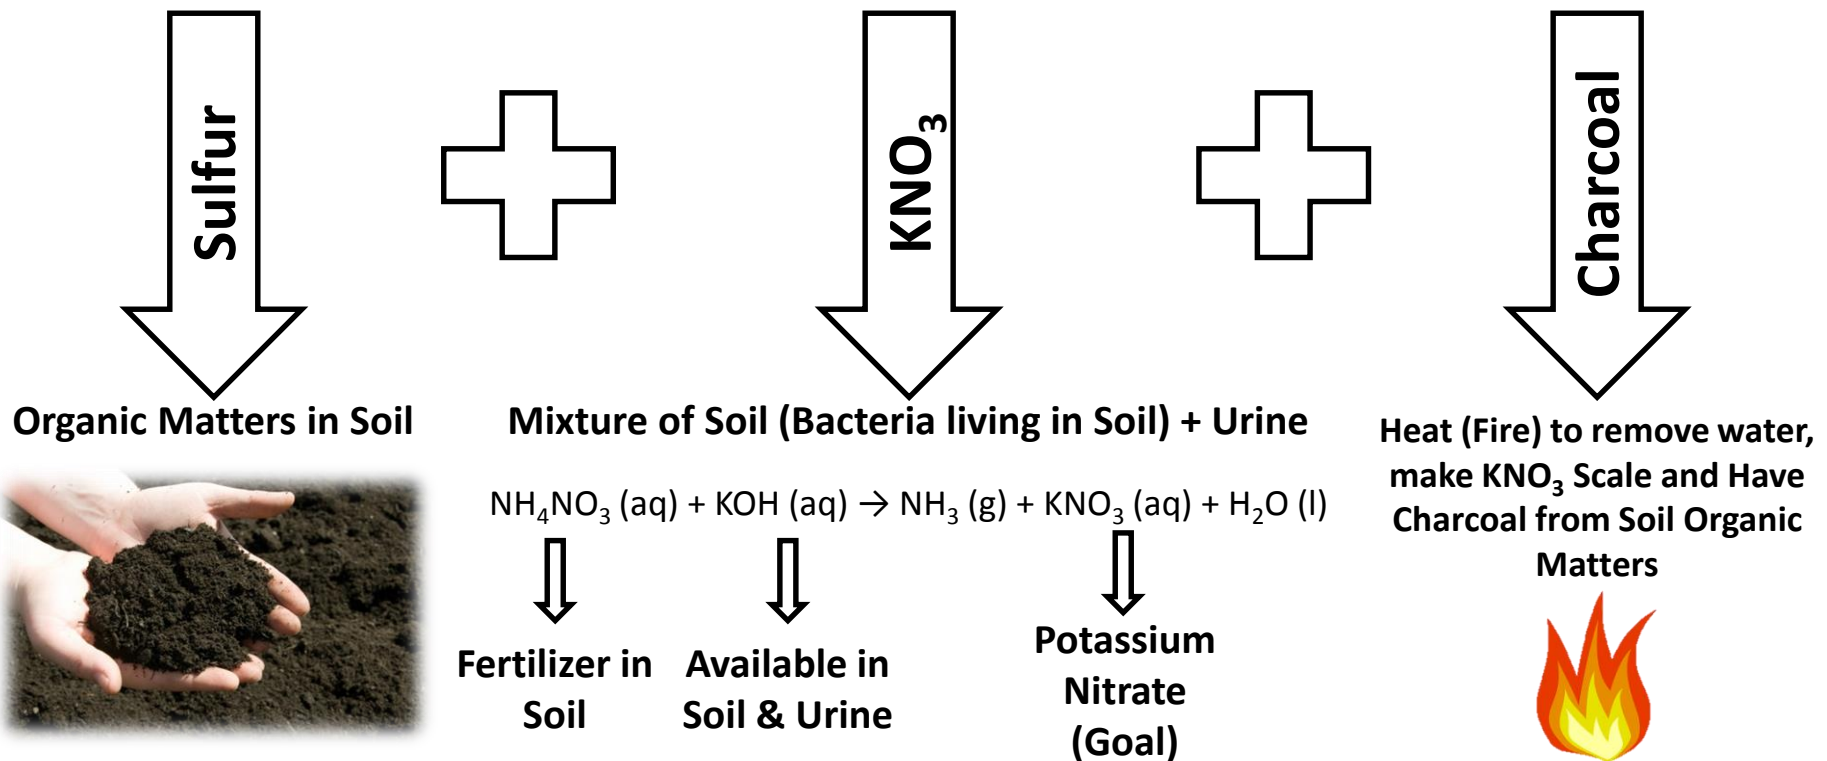 Sulfur
KNO₃
Charcoal
Organic Matters in Soil
Mixture of Soil (Bacteria living in Soil) + Urine
Heat (Fire) to remove water,
make KNO₃ Scale and Have
Charcoal from Soil Organic
Matters
NH₄NO₃ (aq) + KOH (aq) → NH₃ (g) + KNO₃ (aq) + H₂O (l)
Fertilizer in
Soil
Available in
Soil & Urine
Potassium
Nitrate
(Goal)